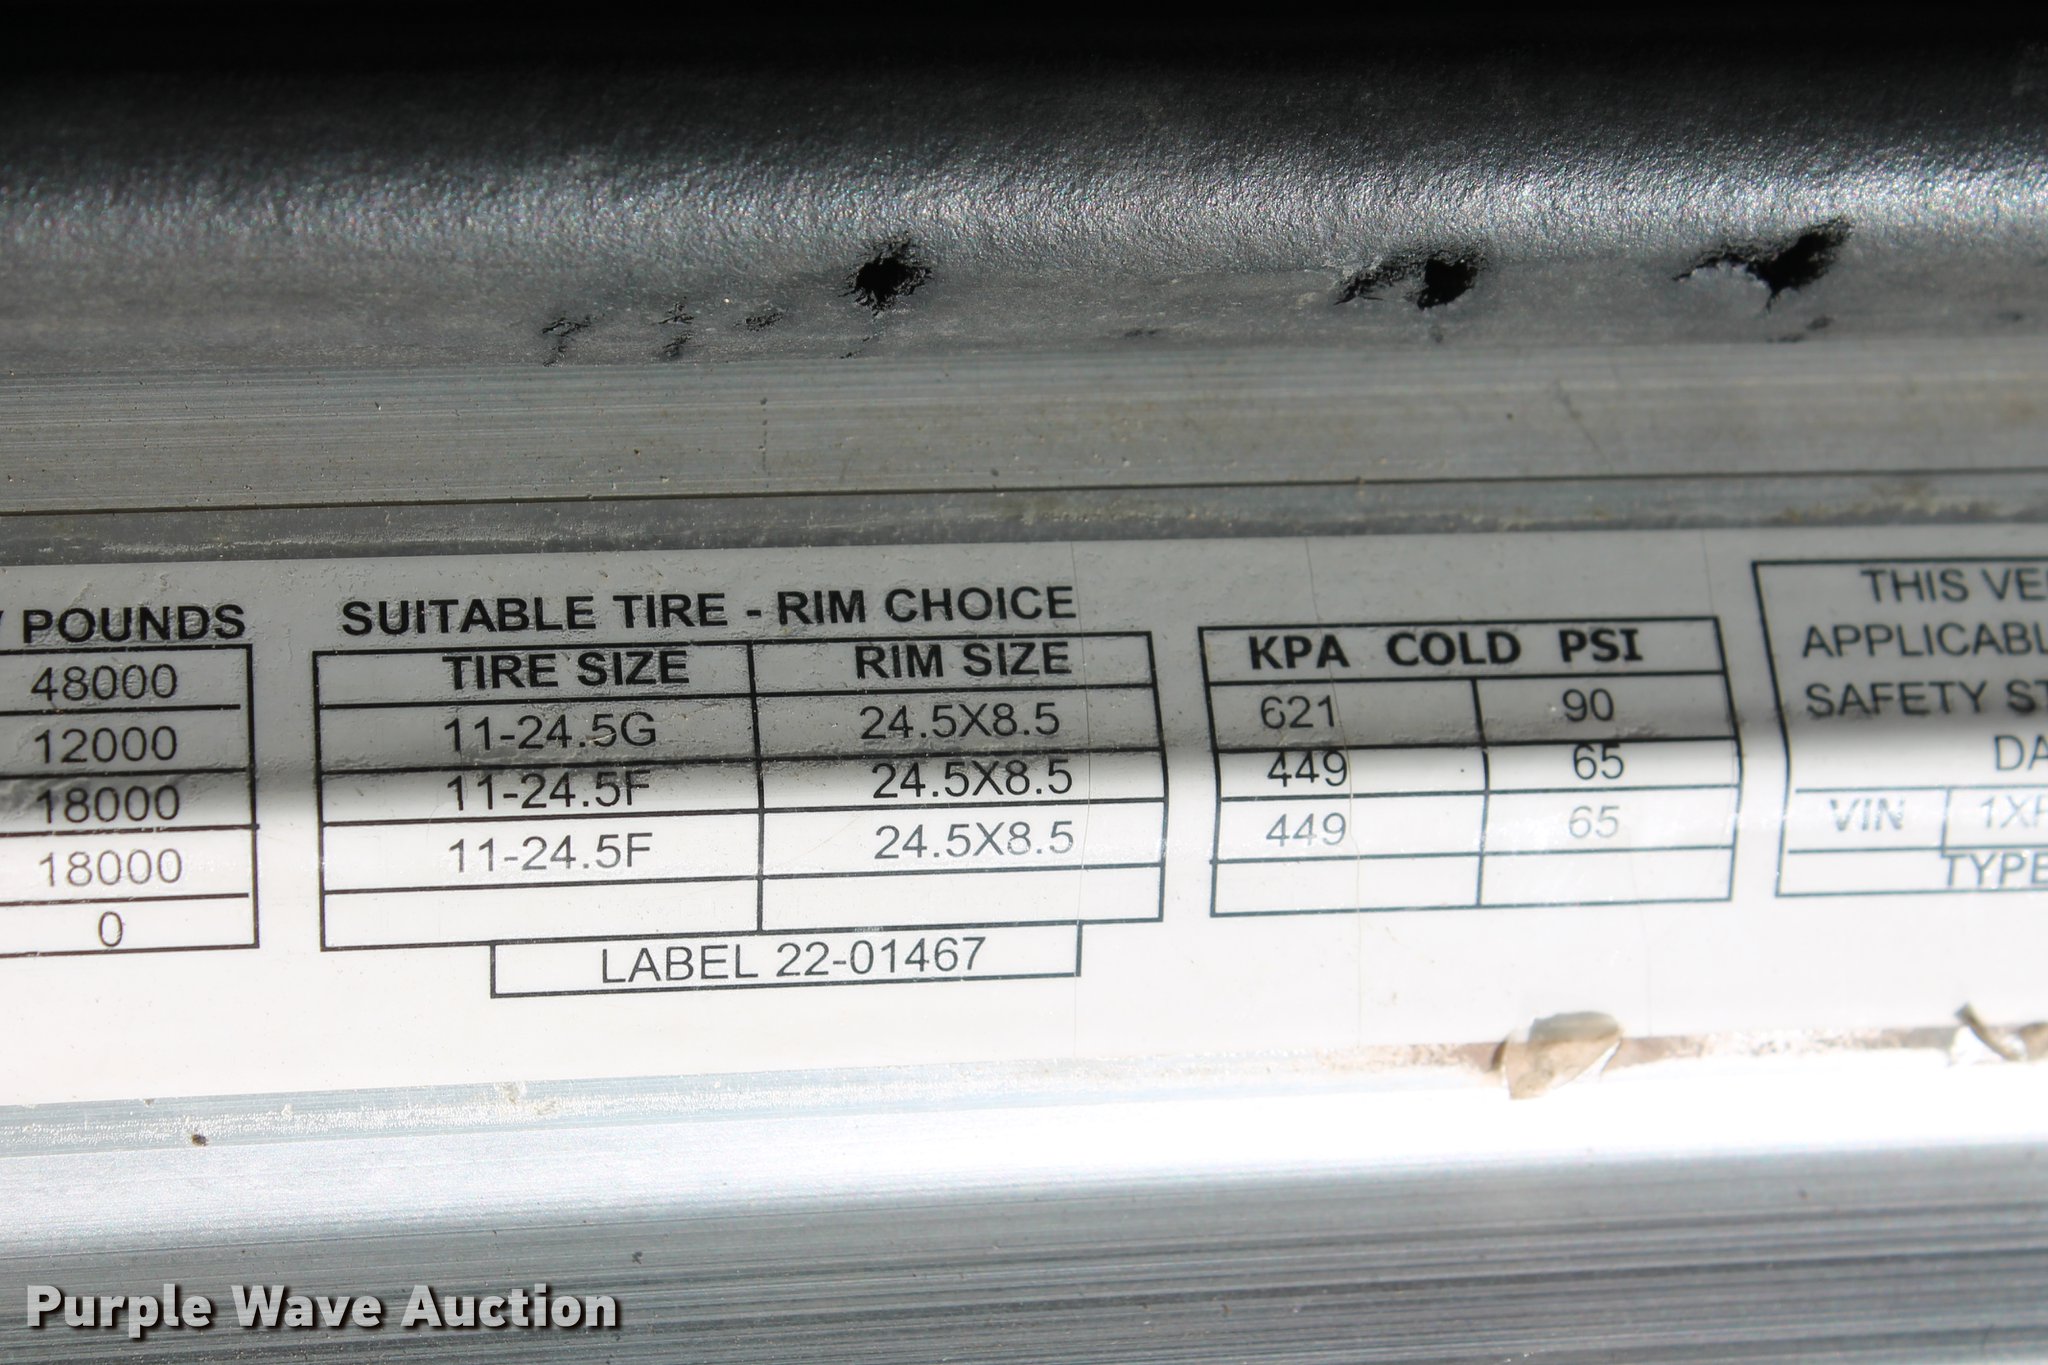 POUNDS
48000
12000
18000
18000
0
SUITABLE TIRE - RIM CHOICE
TIRE SIZE RIM SIZE
11-24.5G 24.5X8.5
11-24.5F 24.5X8.5
11-24.5F 24.5X8.5
LABEL 22-01467
KPA COLD PSI
621 90
449 65
449 65
THIS VE
APPLICABL
SAFETY ST
DA
VIN 1XP
TYPE
Purple Wave Auction